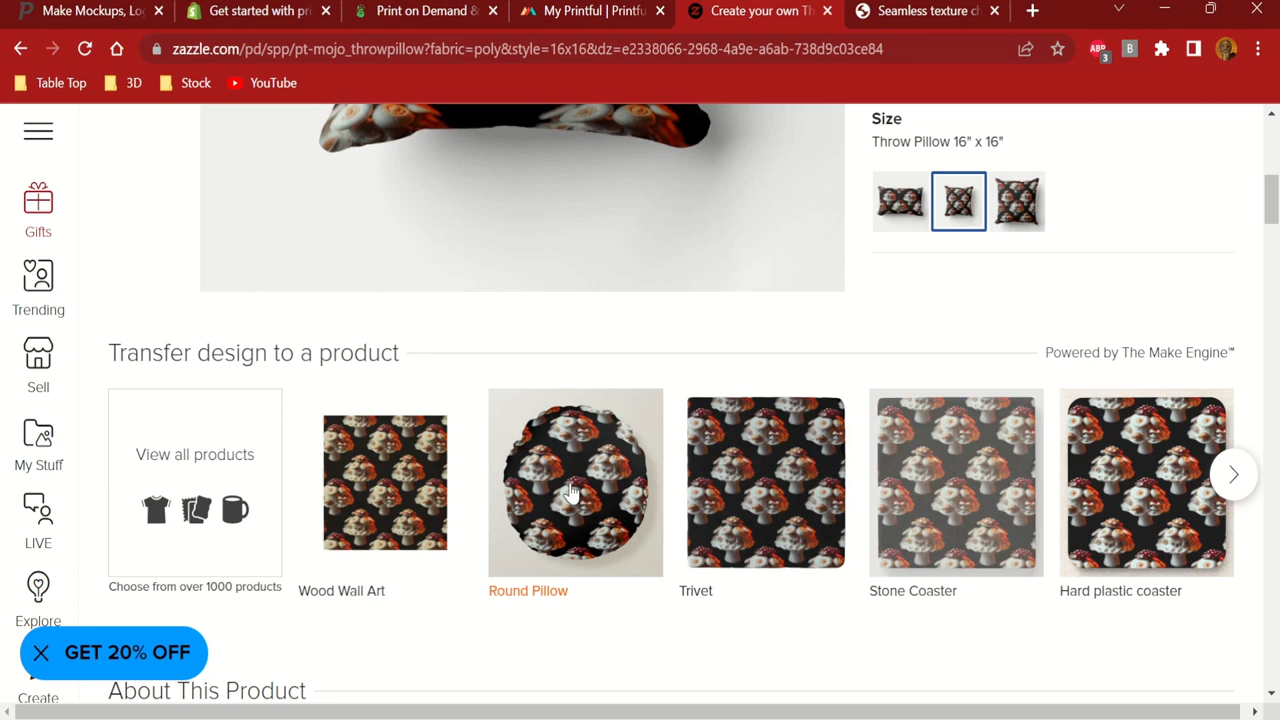 Make Mockups, Lo
Get started with pri
Print on Demand &
My Printful | Printfu
Create your own Th
Seamless texture ch
zazzle.com/pd/spp/pt-mojo_throwpillow?fabric=poly&style=16x16&dz=e2338066-2968-4a9e-a6ab-738d9c03ce84
ABP
3
B
Table Top
3D
Stock
YouTube
Size
Throw Pillow 16" x 16"
Gifts
Trending
Sell
My Stuff
LIVE
Explore
Create
Transfer design to a product
Powered by The Make Engine™
View all products
Choose from over 1000 products
Wood Wall Art
Round Pillow
Trivet
Stone Coaster
Hard plastic coaster
GET 20% OFF
About This Product